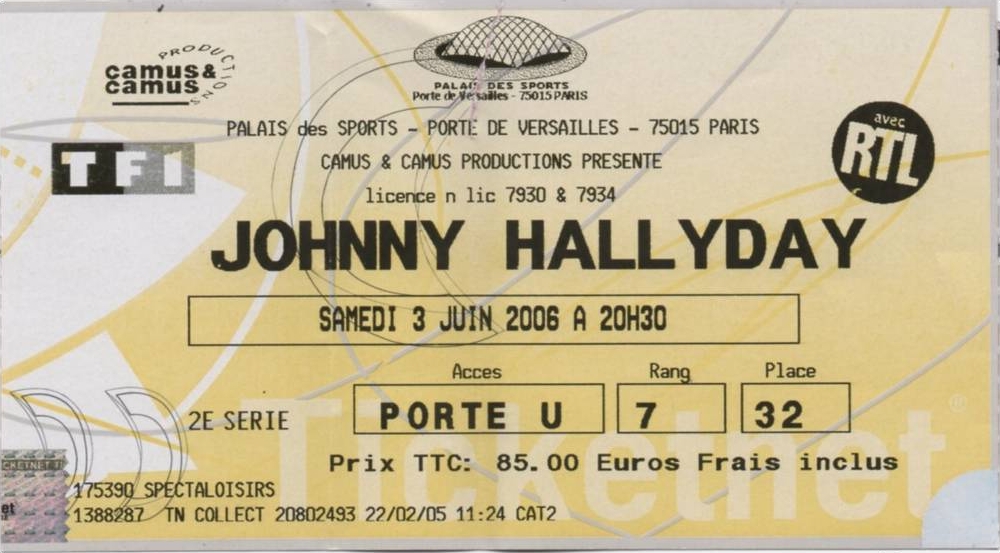 PRODUCTIONS
camus&
camus
PALAIS DES SPORTS
Porte de Versailles - 75015 PARIS
PALAIS des SPORTS - PORTE DE VERSAILLES - 75015 PARIS
avec
RTL
TF1
CAMUS & CAMUS PRODUCTIONS PRESENTE
licence n lic 7930 & 7934
JOHNNY HALLYDAY
SAMEDI 3 JUIN 2006 A 20H30
Acces Rang Place
2E SERIE PORTE U 7 32
Ticketnet®
Prix TTC: 85.00 Euros Frais inclus
CKETNET
175390 SPECTALOISIRS
et
1388287 TN COLLECT 20802493 22/02/05 11:24 CAT2